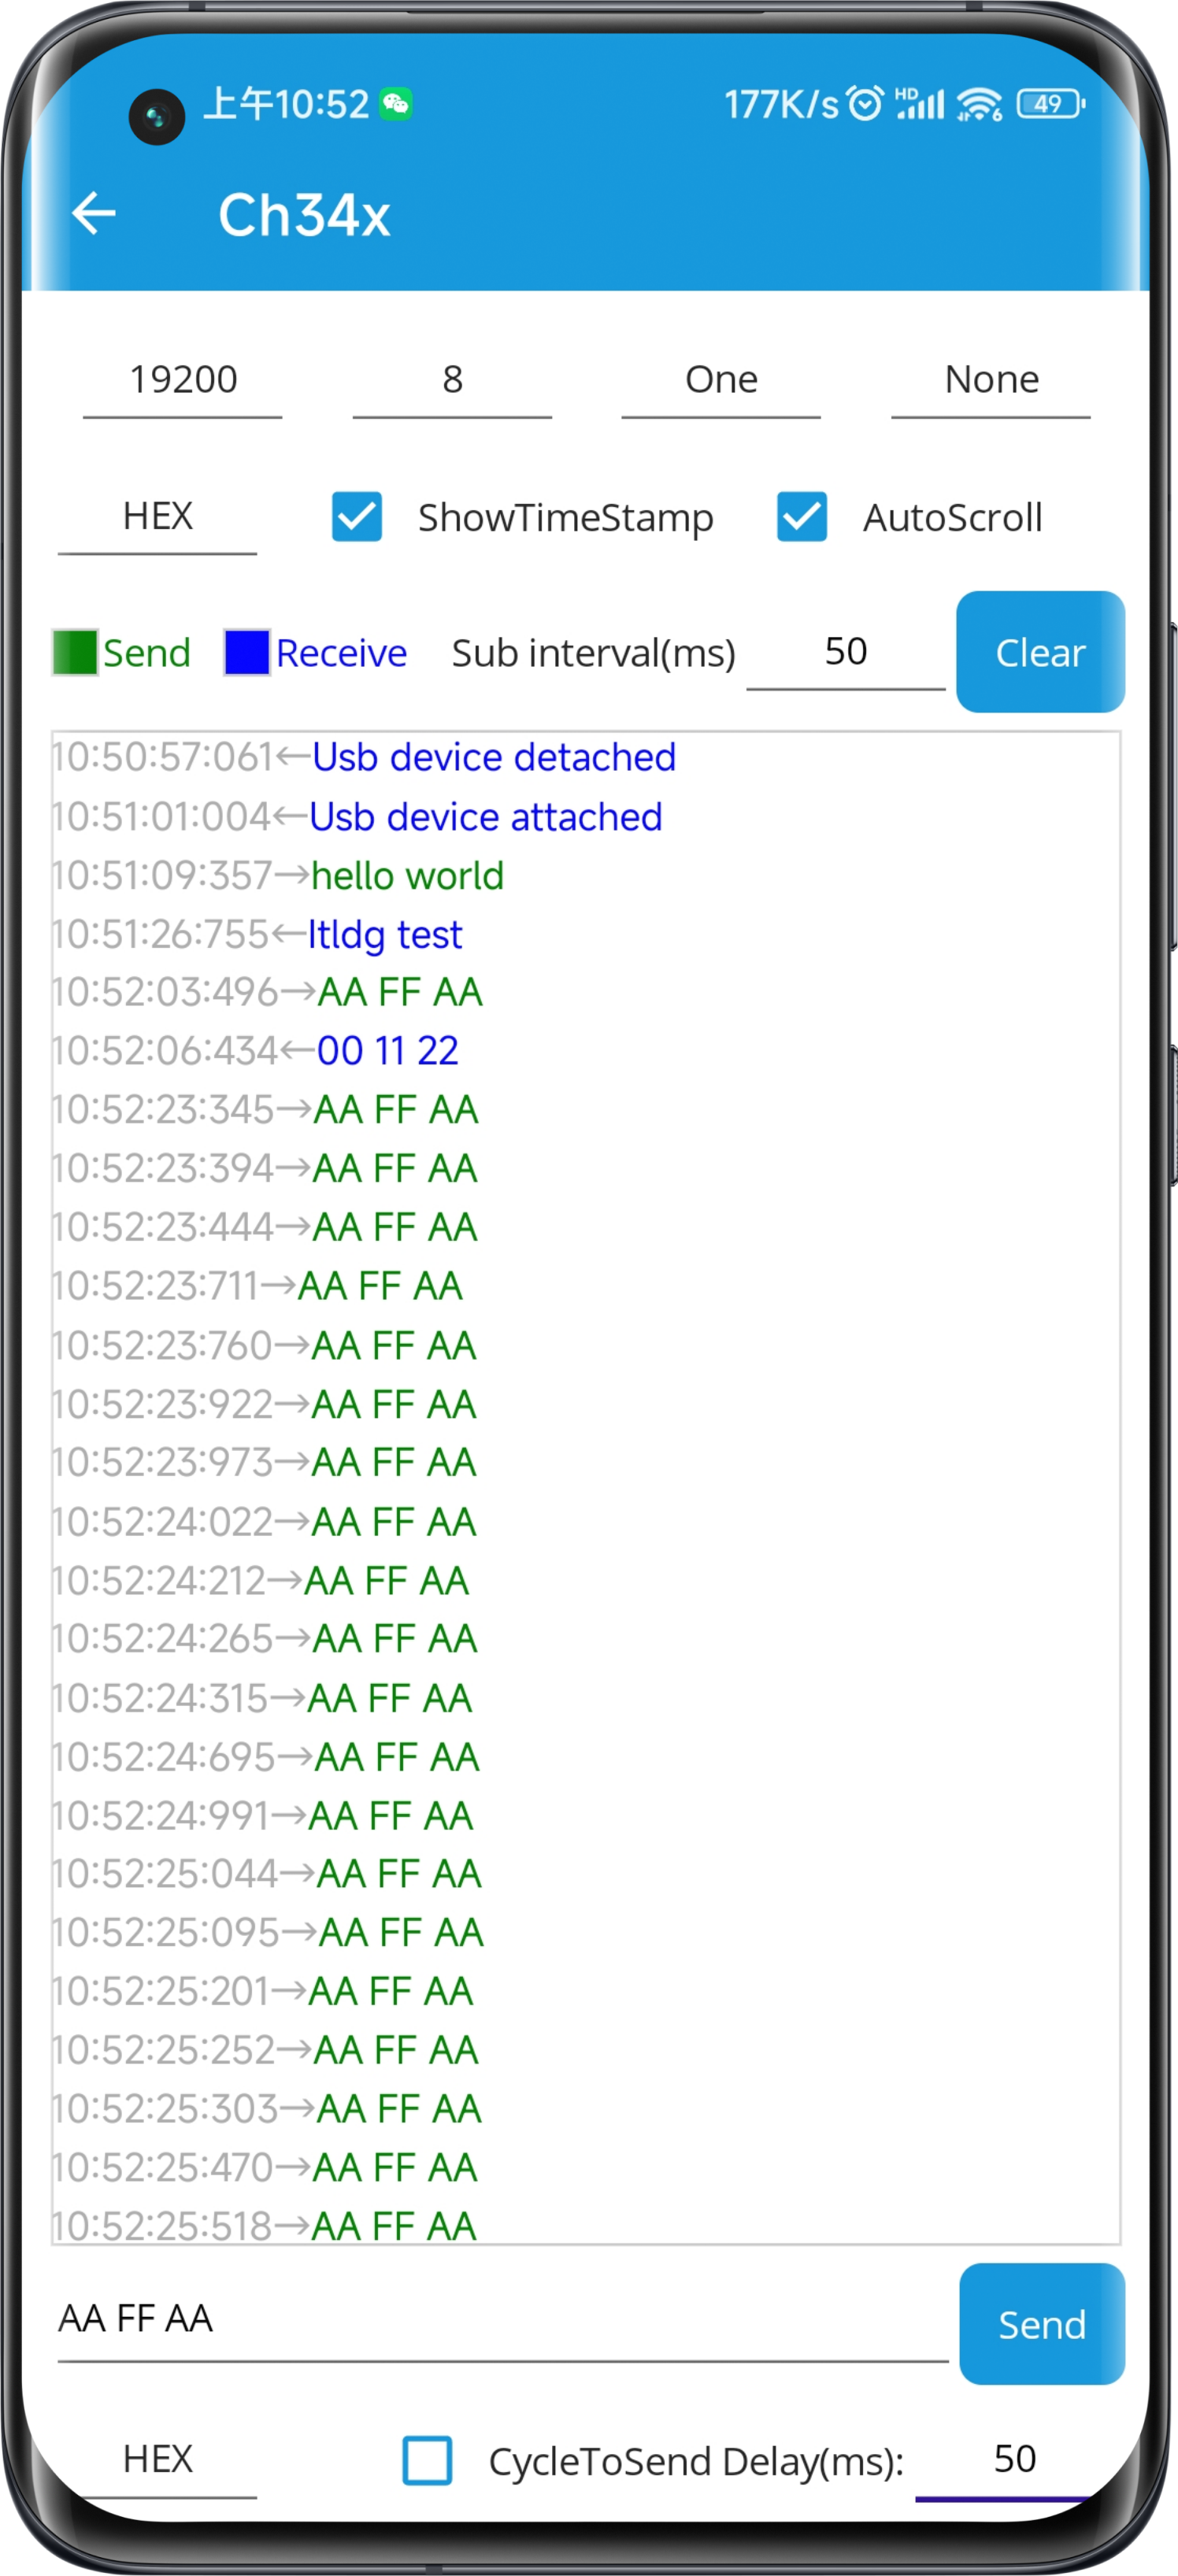 上午10:52 177K/s HD 6 49
Ch34x
19200 8 One None
HEX ShowTimeStamp AutoScroll
Send Receive Sub interval(ms) 50 Clear
10:50:57:061←Usb device detached
10:51:01:004←Usb device attached
10:51:09:357→hello world
10:51:26:755←ltldg test
10:52:03:496→AA FF AA
10:52:06:434←00 11 22
10:52:23:345→AA FF AA
10:52:23:394→AA FF AA
10:52:23:444→AA FF AA
10:52:23:711→AA FF AA
10:52:23:760→AA FF AA
10:52:23:922→AA FF AA
10:52:23:973→AA FF AA
10:52:24:022→AA FF AA
10:52:24:212→AA FF AA
10:52:24:265→AA FF AA
10:52:24:315→AA FF AA
10:52:24:695→AA FF AA
10:52:24:991→AA FF AA
10:52:25:044→AA FF AA
10:52:25:095→AA FF AA
10:52:25:201→AA FF AA
10:52:25:252→AA FF AA
10:52:25:303→AA FF AA
10:52:25:470→AA FF AA
10:52:25:518→AA FF AA
AA FF AA Send
HEX CycleToSend Delay(ms): 50